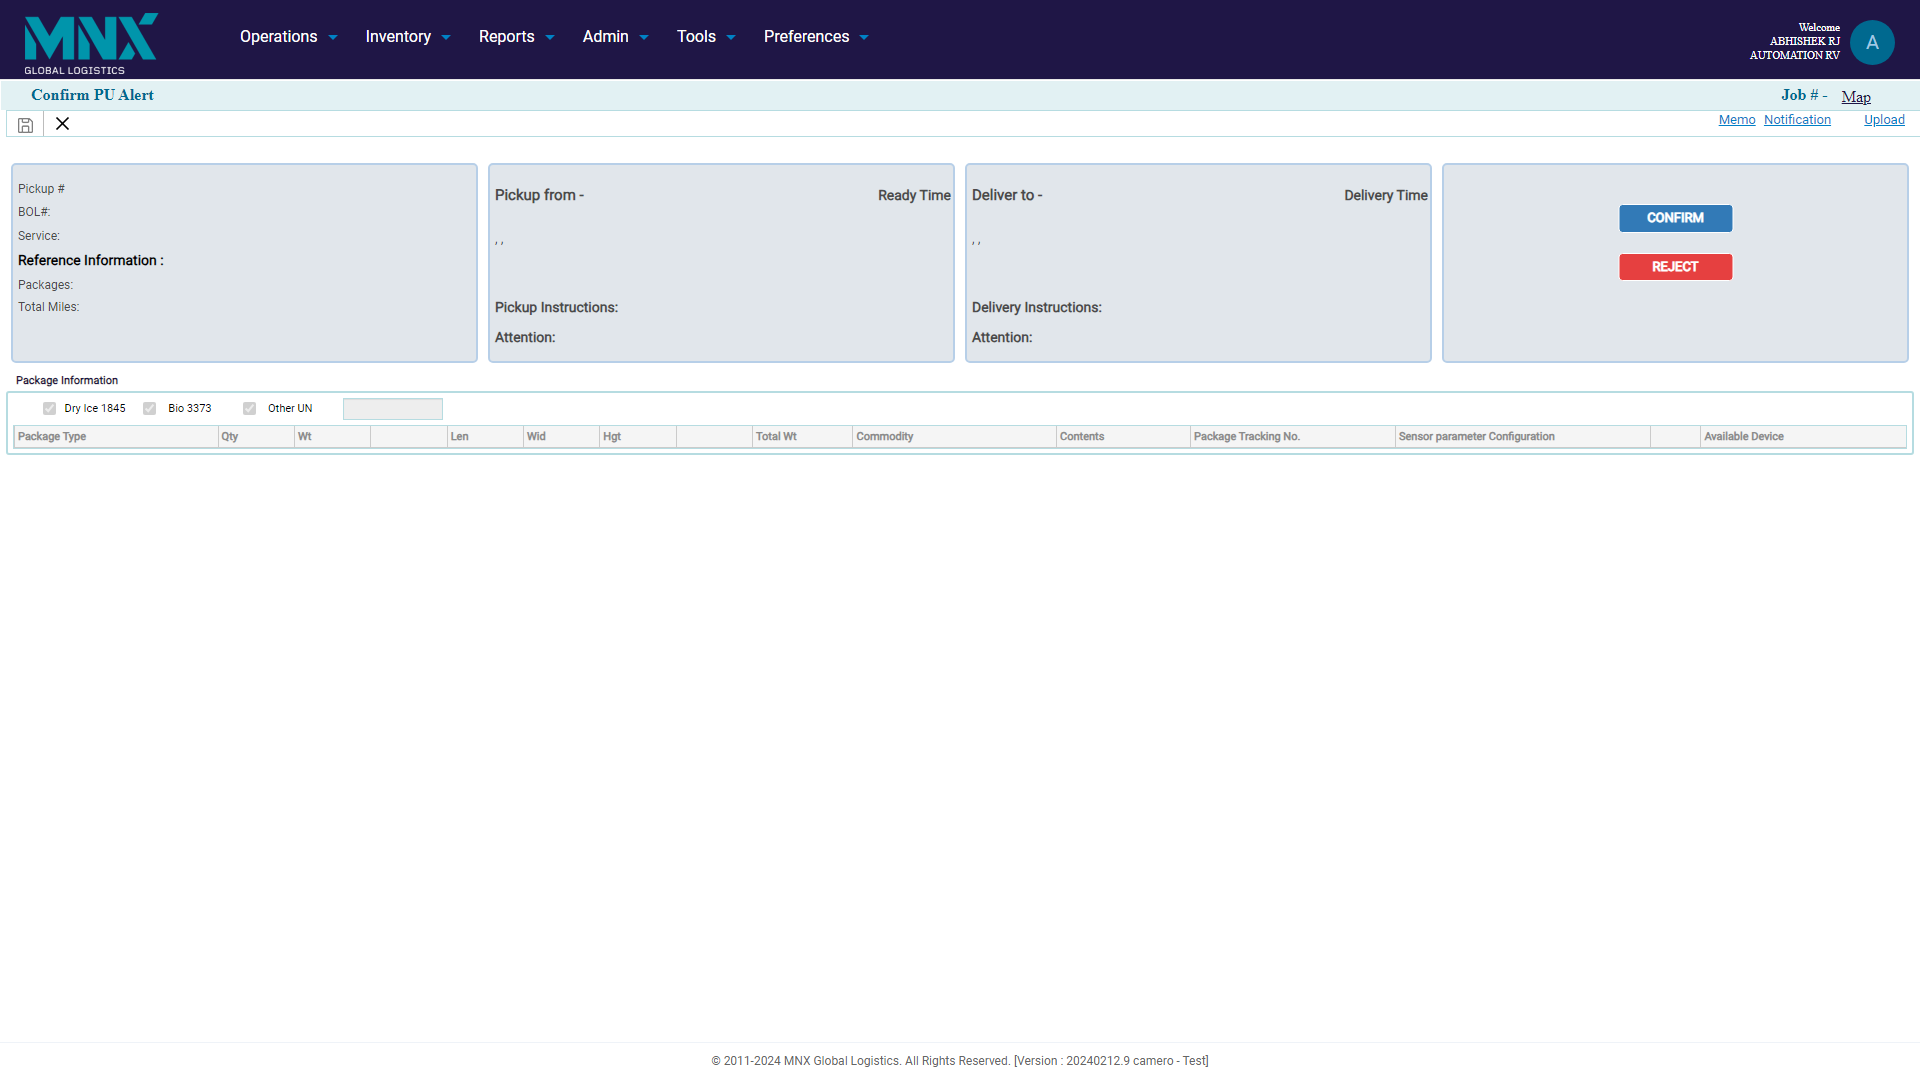 MNX
GLOBAL LOGISTICS
Operations Inventory Reports Admin Tools Preferences
Welcome
ABHISHEK RJ
AUTOMATION RV
A
Confirm PU Alert
Job # - Map
Memo Notification Upload
Pickup #
BOL#:
Service:
Reference Information :
Packages:
Total Miles:
Pickup from - Ready Time
, ,
Pickup Instructions:
Attention:
Deliver to - Delivery Time
, ,
Delivery Instructions:
Attention:
CONFIRM
REJECT
Package Information
Dry Ice 1845 Bio 3373 Other UN
Package Type Qty Wt Len Wid Hgt Total Wt Commodity Contents Package Tracking No. Sensor parameter Configuration Available Device
© 2011-2024 MNX Global Logistics. All Rights Reserved. [Version : 20240212.9 camero - Test]